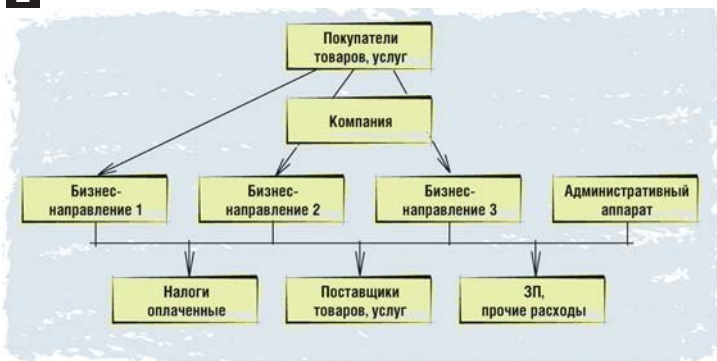 Покупатели
товаров, услуг
Компания
Бизнес-
направление 1
Бизнес-
направление 2
Бизнес-
направление 3
Административный
аппарат
Налоги
оплаченные
Поставщики
товаров, услуг
ЗП,
прочие расходы